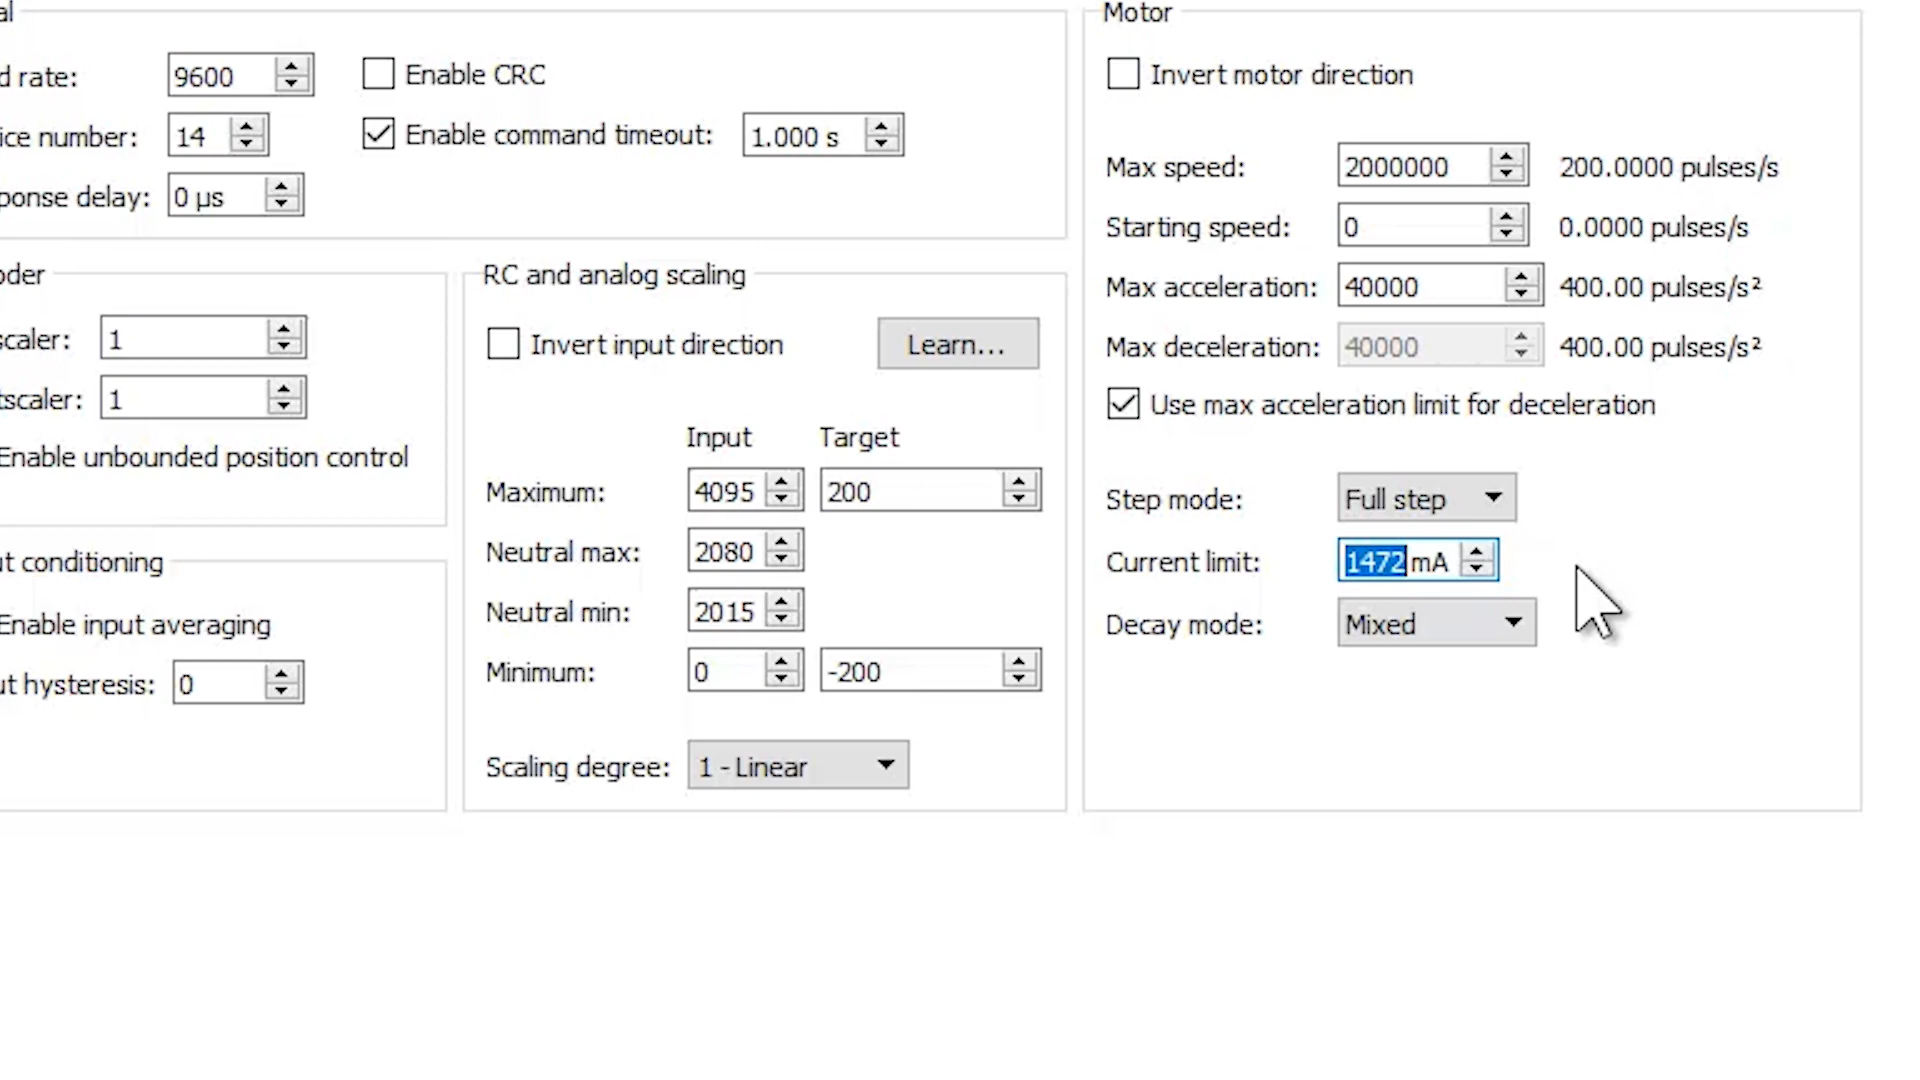 al
d rate: 9600
Enable CRC
ice number: 14
Enable command timeout: 1.000 s
ponse delay: 0 µs
oder
scaler: 1
tscaler: 1
Enable unbounded position control
ut conditioning
Enable input averaging
ut hysteresis: 0
RC and analog scaling
Invert input direction
Learn...
Input Target
Maximum: 4095 200
Neutral max: 2080
Neutral min: 2015
Minimum: 0 -200
Scaling degree: 1 - Linear
Motor
Invert motor direction
Max speed: 2000000 200.0000 pulses/s
Starting speed: 0 0.0000 pulses/s
Max acceleration: 40000 400.00 pulses/s²
Max deceleration: 40000 400.00 pulses/s²
Use max acceleration limit for deceleration
Step mode: Full step
Current limit: 1472 mA
Decay mode: Mixed